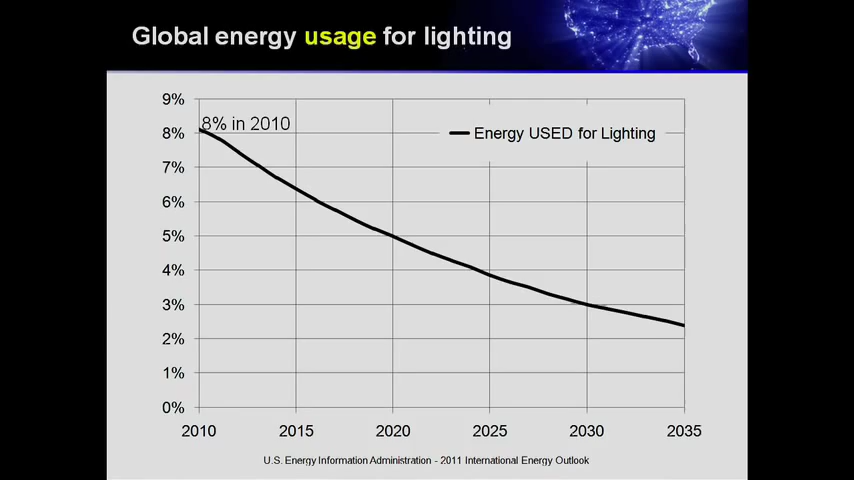 Global energy usage for lighting
9%
8% in 2010
8%
Energy USED for Lighting
7%
6%
5%
4%
3%
2%
1%
0%
2010 2015 2020 2025 2030 2035
U.S. Energy Information Administration - 2011 International Energy Outlook